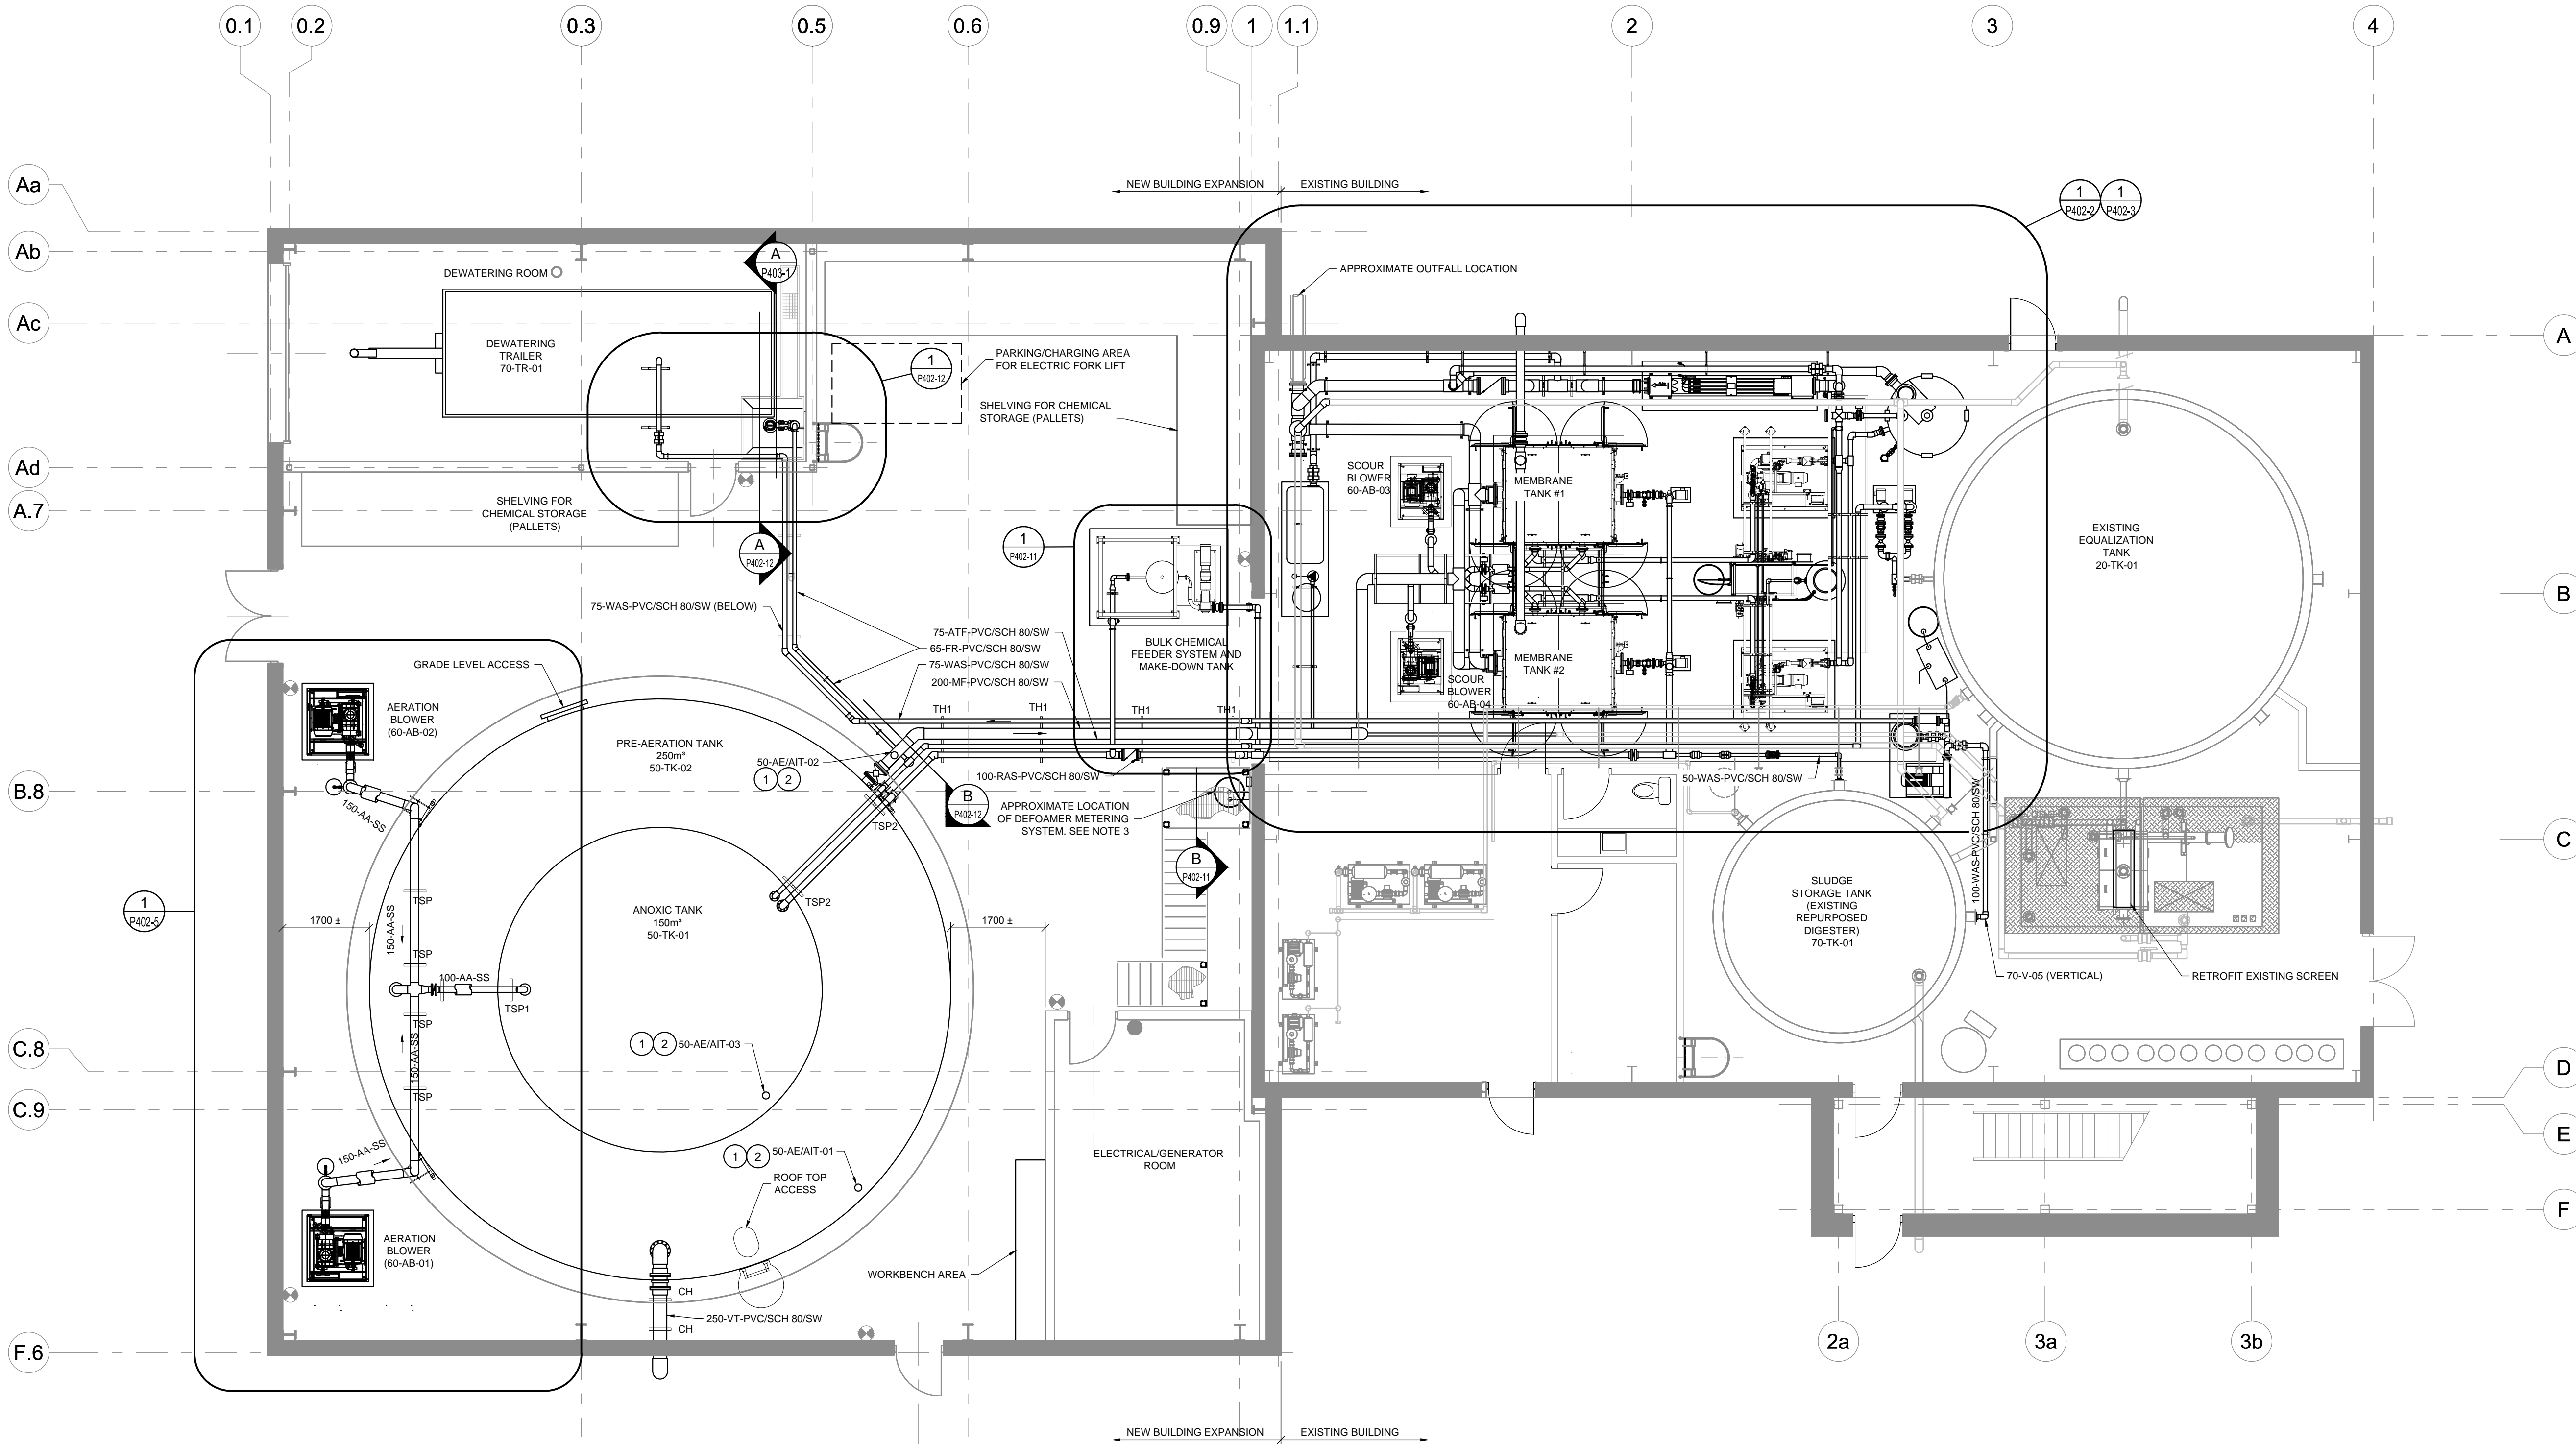 0.1
0.2
0.3
0.5
0.6
0.9
1
1.1
2
3
4
Aa
Ab
Ac
Ad
A.7
B.8
C.8
C.9
F.6
A
B
C
D
E
F
2a
3a
3b
NEW BUILDING EXPANSION
EXISTING BUILDING
1
P402-2
1
P402-3
DEWATERING ROOM
A
P403-1
APPROXIMATE OUTFALL LOCATION
DEWATERING
TRAILER
70-TR-01
1
P402-12
PARKING/CHARGING AREA
FOR ELECTRIC FORK LIFT
SHELVING FOR CHEMICAL
STORAGE (PALLETS)
SHELVING FOR
CHEMICAL STORAGE
(PALLETS)
A
P402-12
1
P402-11
SCOUR
BLOWER
60-AB-03
MEMBRANE
TANK #1
EXISTING
EQUALIZATION
TANK
20-TK-01
75-WAS-PVC/SCH 80/SW (BELOW)
75-ATF-PVC/SCH 80/SW
65-FR-PVC/SCH 80/SW
75-WAS-PVC/SCH 80/SW
200-MF-PVC/SCH 80/SW
BULK CHEMICAL
FEEDER SYSTEM AND
MAKE-DOWN TANK
MEMBRANE
TANK #2
SCOUR
BLOWER
60-AB-04
GRADE LEVEL ACCESS
AERATION
BLOWER
(60-AB-02)
TH1
TH1
TH1
TH1
PRE-AERATION TANK
250m³
50-TK-02
50-AE/AIT-02
1
2
100-RAS-PVC/SCH 80/SW
50-WAS-PVC/SCH 80/SW
150-AA-SS
TSP2
B
P402-12
APPROXIMATE LOCATION
OF DEFOAMER METERING
SYSTEM. SEE NOTE 3
100-WAS-PVC/SCH 80/SW
B
P402-11
1
P402-5
1700 ±
TSP
150-AA-SS
TSP
ANOXIC TANK
150m³
50-TK-01
TSP2
1700 ±
SLUDGE
STORAGE TANK
(EXISTING
REPURPOSED
DIGESTER)
70-TK-01
100-AA-SS
TSP1
70-V-05 (VERTICAL)
RETROFIT EXISTING SCREEN
TSP
150-AA-SS
TSP
1
2
50-AE/AIT-03
150-AA-SS
1
2
50-AE/AIT-01
ROOF TOP
ACCESS
ELECTRICAL/GENERATOR
ROOM
AERATION
BLOWER
(60-AB-01)
WORKBENCH AREA
CH
250-VT-PVC/SCH 80/SW
CH
NEW BUILDING EXPANSION
EXISTING BUILDING